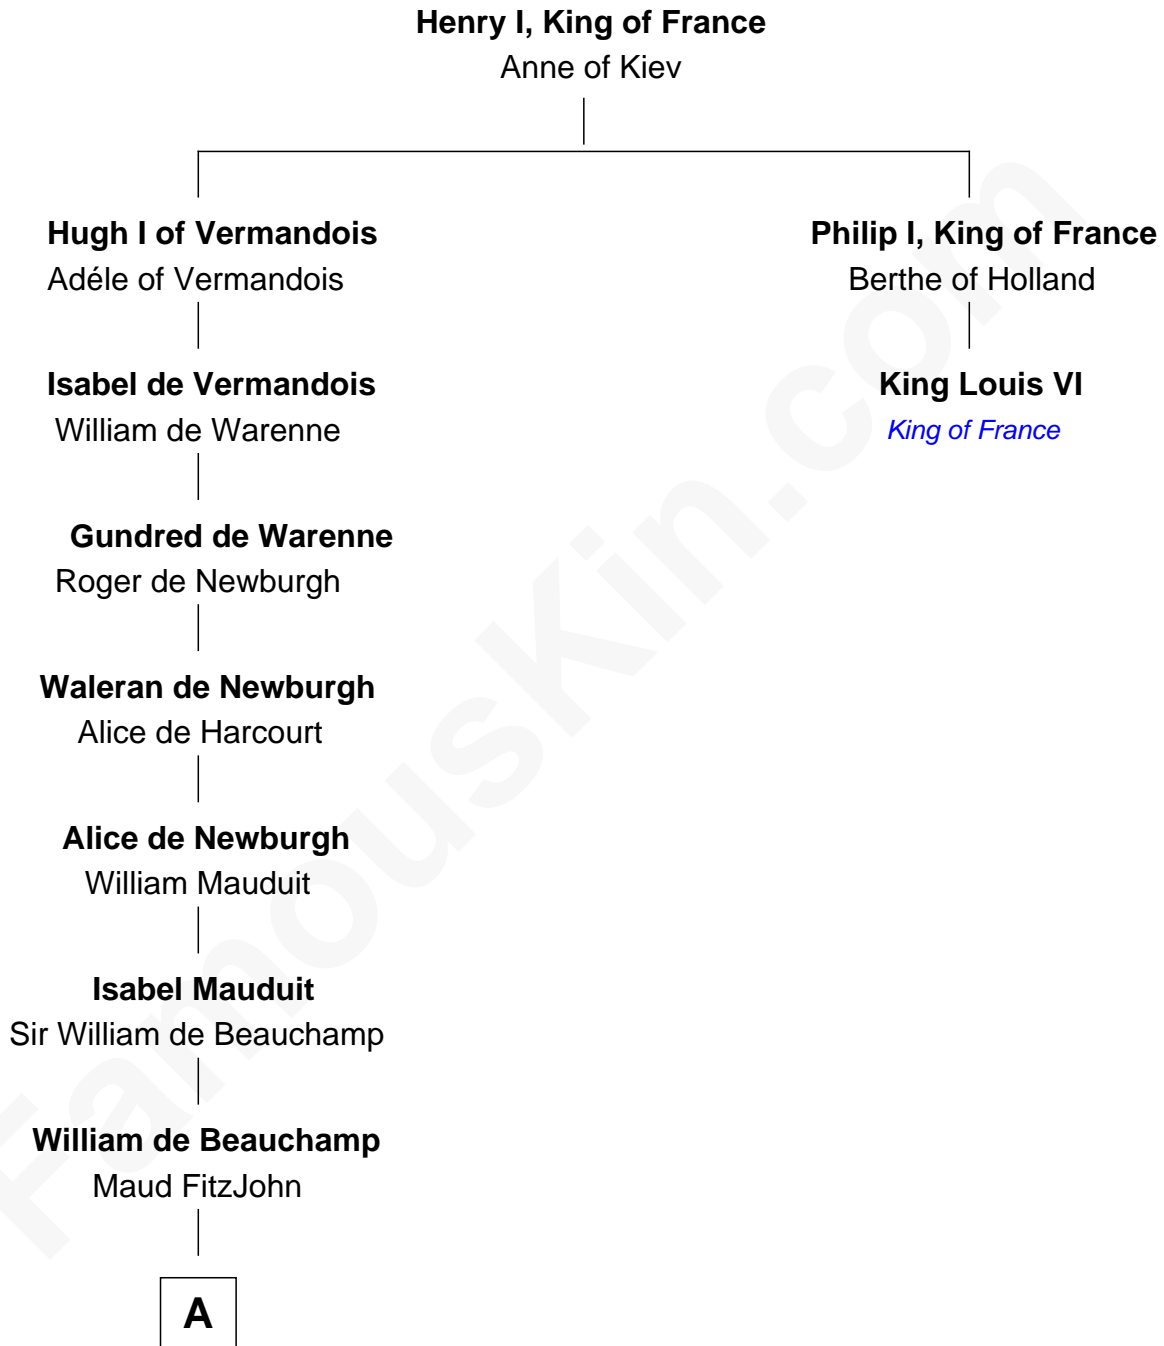 Henry I, King of France
Anne of Kiev
Hugh I of Vermandois
Adéle of Vermandois
Philip I, King of France
Berthe of Holland
Isabel de Vermandois
William de Warenne
King Louis VI
King of France
Gundred de Warenne
Roger de Newburgh
Waleran de Newburgh
Alice de Harcourt
Alice de Newburgh
William Mauduit
Isabel Mauduit
Sir William de Beauchamp
William de Beauchamp
Maud FitzJohn
A
FamousKin.com